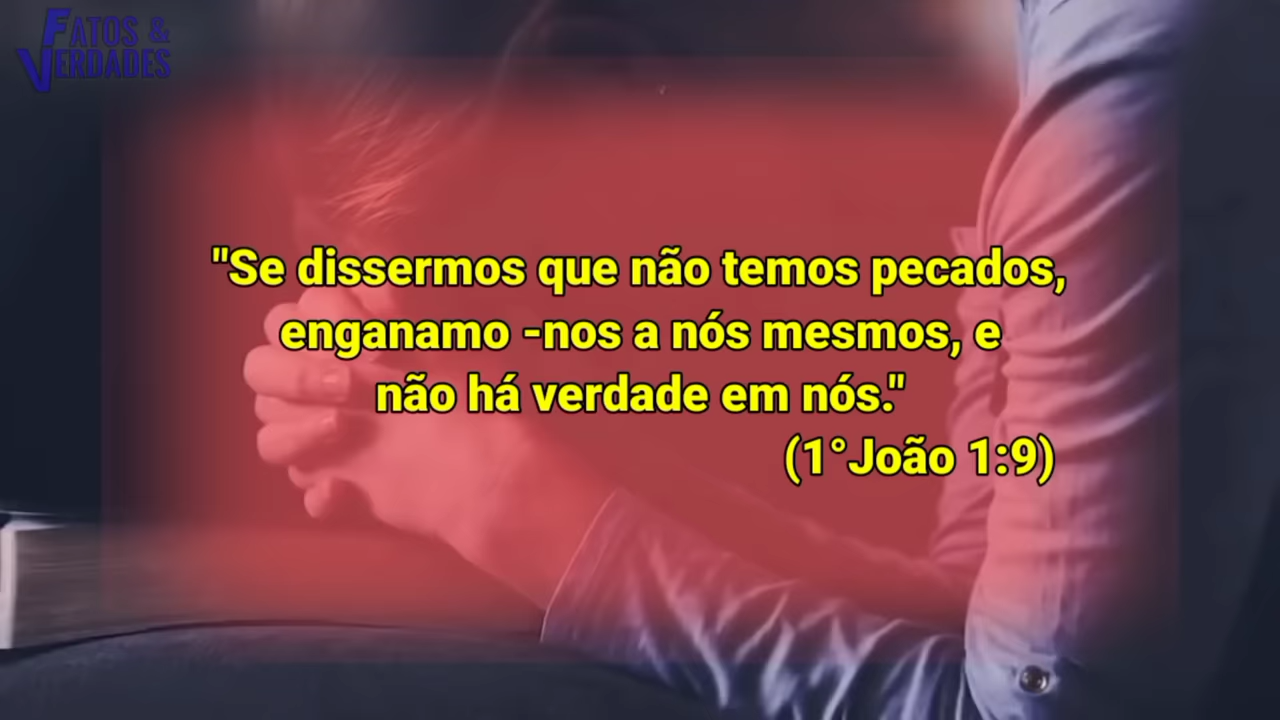 FATOS &
VERDADES
"Se dissermos que não temos pecados,
enganamo -nos a nós mesmos, e
não há verdade em nós."
(1°João 1:9)